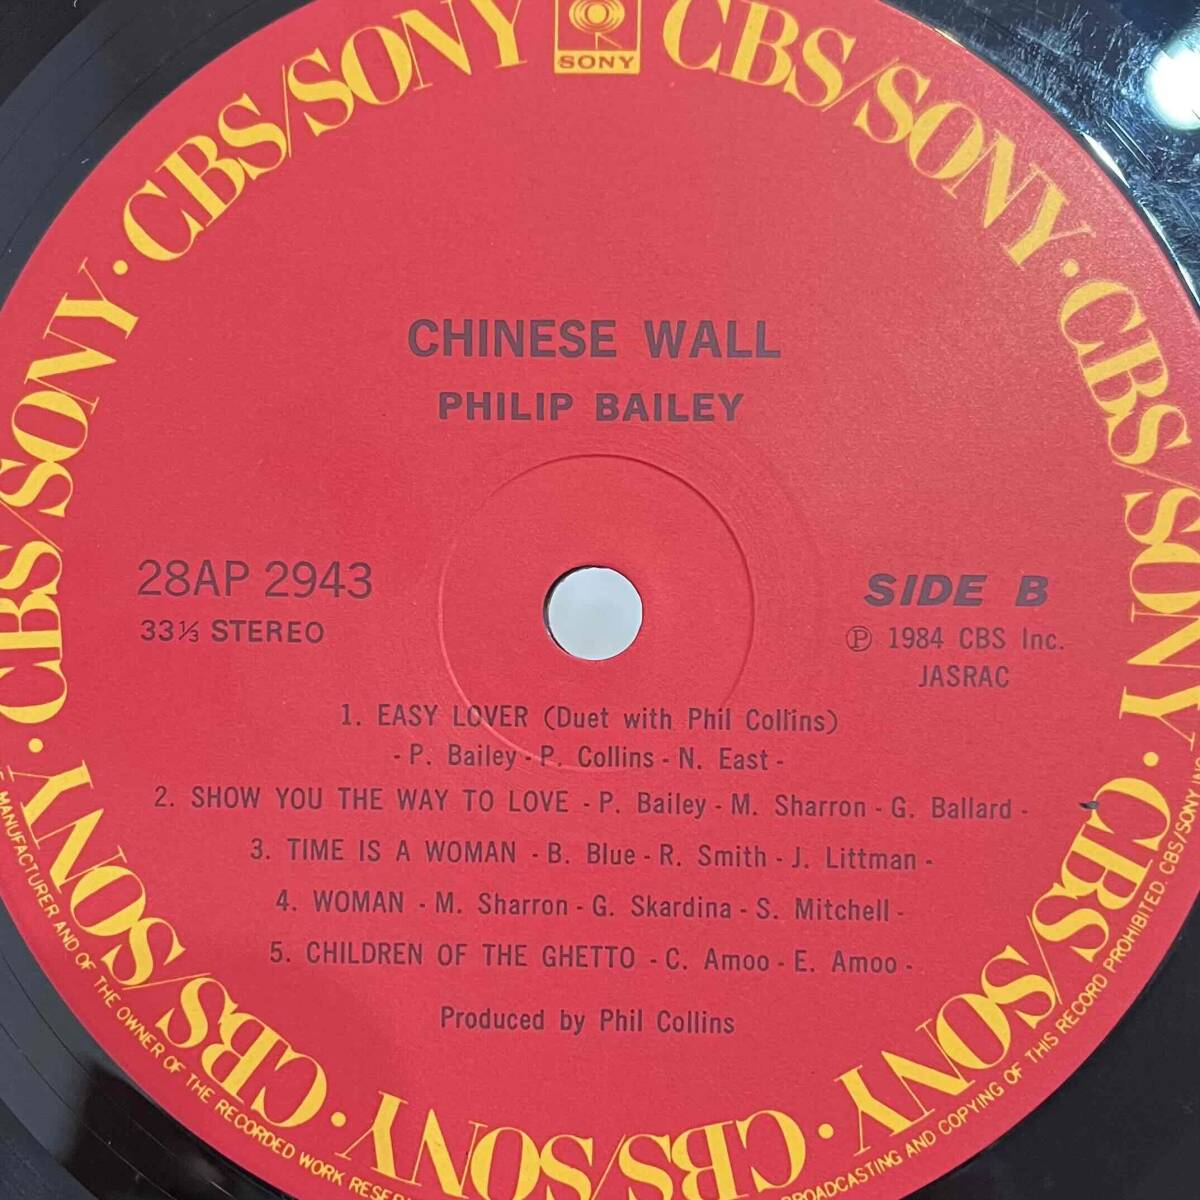 SONY
CBS/SONY · CBS/SONY · CBS/SONY · CBS/SONY · CBS/SONY · CBS/SONY · CBS/SONY · CBS/SONY
CHINESE WALL
PHILIP BAILEY
28AP 2943
33⅓ STEREO
SIDE B
Ⓟ 1984 CBS Inc.
JASRAC
1. EASY LOVER (Duet with Phil Collins)
- P. Bailey - P. Collins - N. East -
2. SHOW YOU THE WAY TO LOVE - P. Bailey - M. Sharron - G. Ballard -
3. TIME IS A WOMAN - B. Blue - R. Smith - J. Littman -
4. WOMAN - M. Sharron - G. Skardina - S. Mitchell -
5. CHILDREN OF THE GHETTO - C. Amoo - E. Amoo -
Produced by Phil Collins
MANUFACTURER AND OF THE OWNER OF THE RECORDED WORK
BROADCASTING AND COPYING OF THIS RECORD PROHIBITED. CBS/SONY